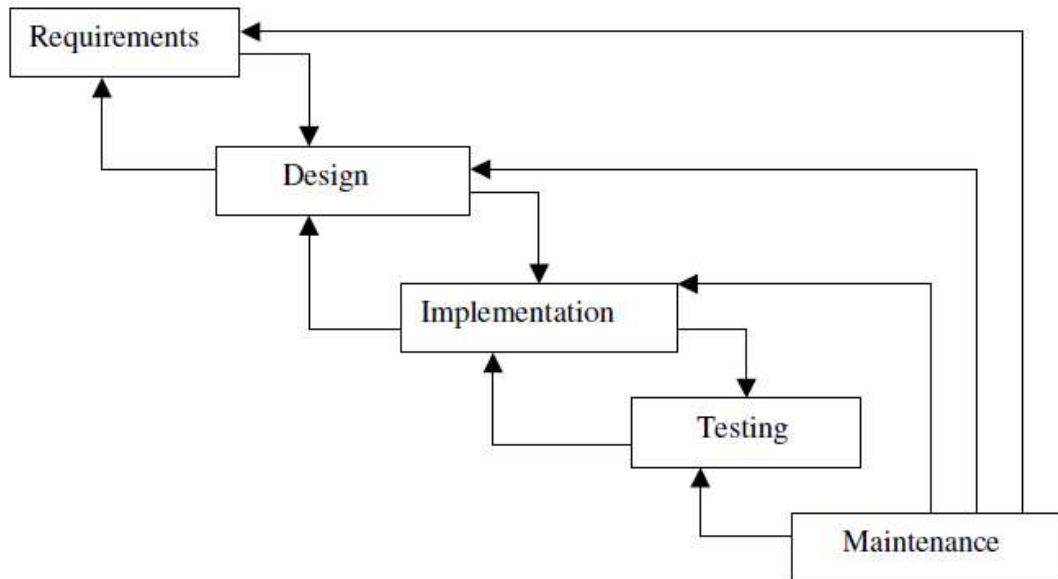 Requirements
Design
Implementation
Testing
Maintenance